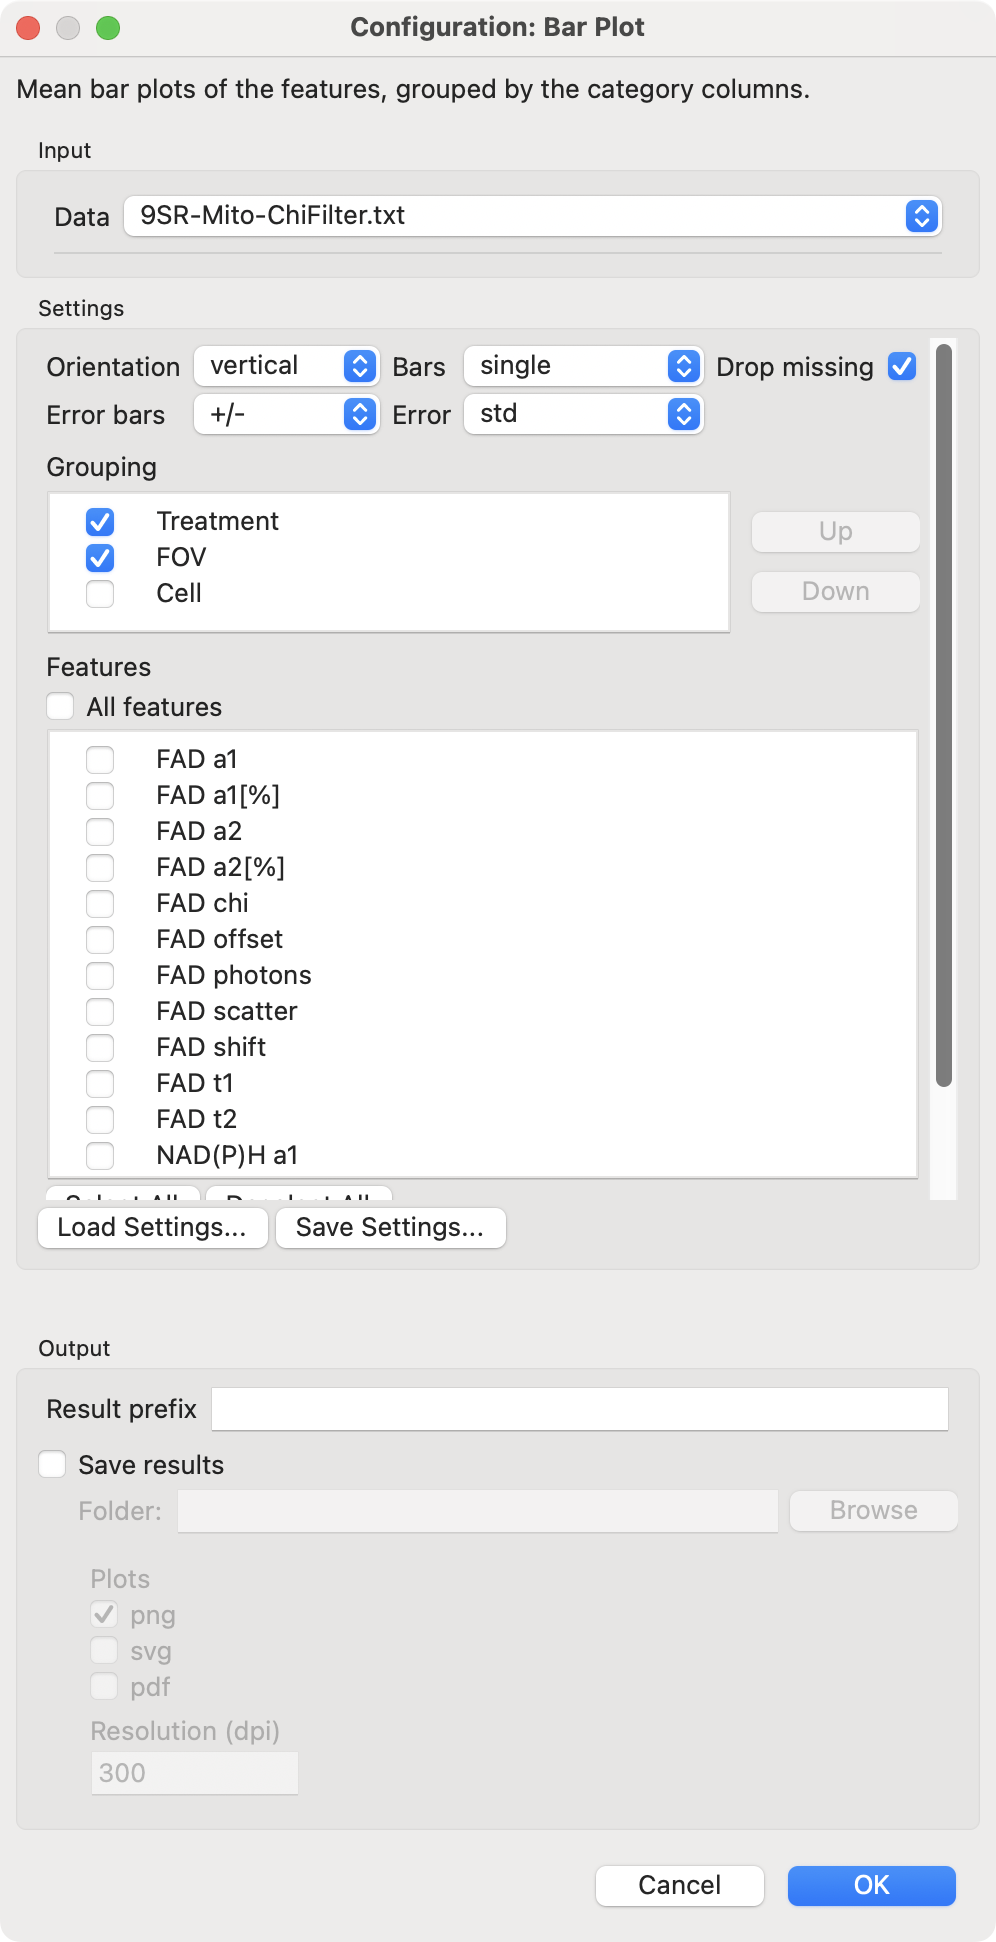 Configuration: Bar Plot
Mean bar plots of the features, grouped by the category columns.
Input
Data 9SR-Mito-ChiFilter.txt
Settings
Orientation vertical Bars single Drop missing
Error bars +/- Error std
Grouping
Treatment
FOV
Cell
Up
Down
Features
All features
FAD a1
FAD a1[%]
FAD a2
FAD a2[%]
FAD chi
FAD offset
FAD photons
FAD scatter
FAD shift
FAD t1
FAD t2
NAD(P)H a1
Select All Deselect All
Load Settings... Save Settings...
Output
Result prefix
Save results
Folder: Browse
Plots
png
svg
pdf
Resolution (dpi)
300
Cancel OK